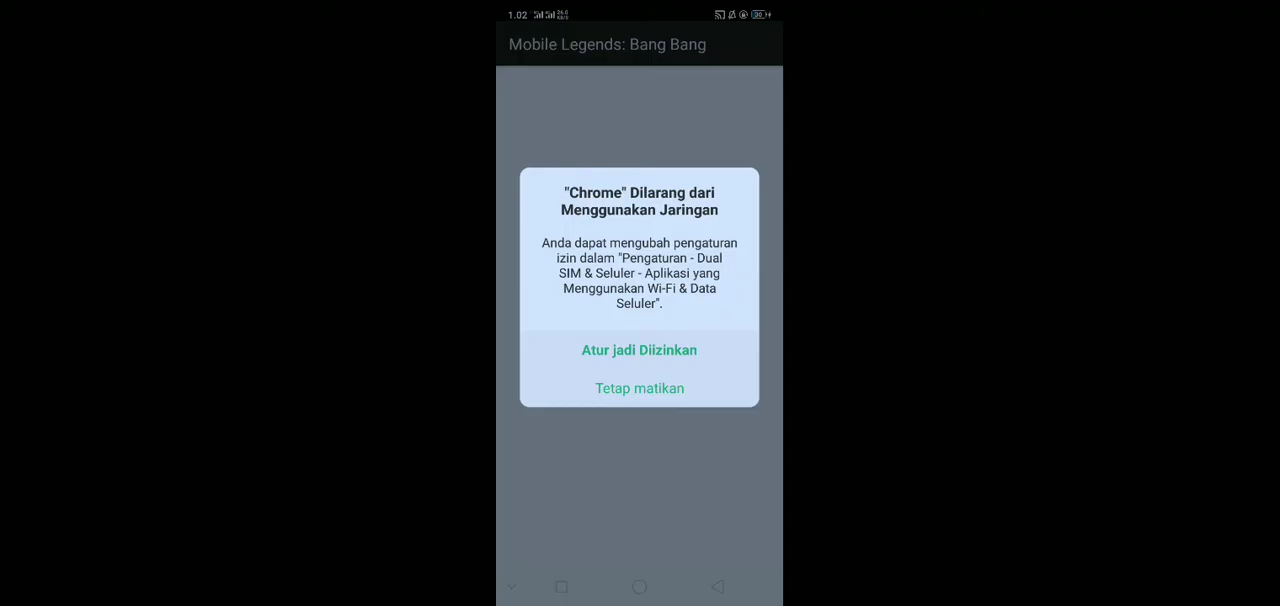 1.02
Mobile Legends: Bang Bang
"Chrome" Dilarang dari
Menggunakan Jaringan
Anda dapat mengubah pengaturan
izin dalam "Pengaturan - Dual
SIM & Seluler - Aplikasi yang
Menggunakan Wi-Fi & Data
Seluler".
Atur jadi Diizinkan
Tetap matikan